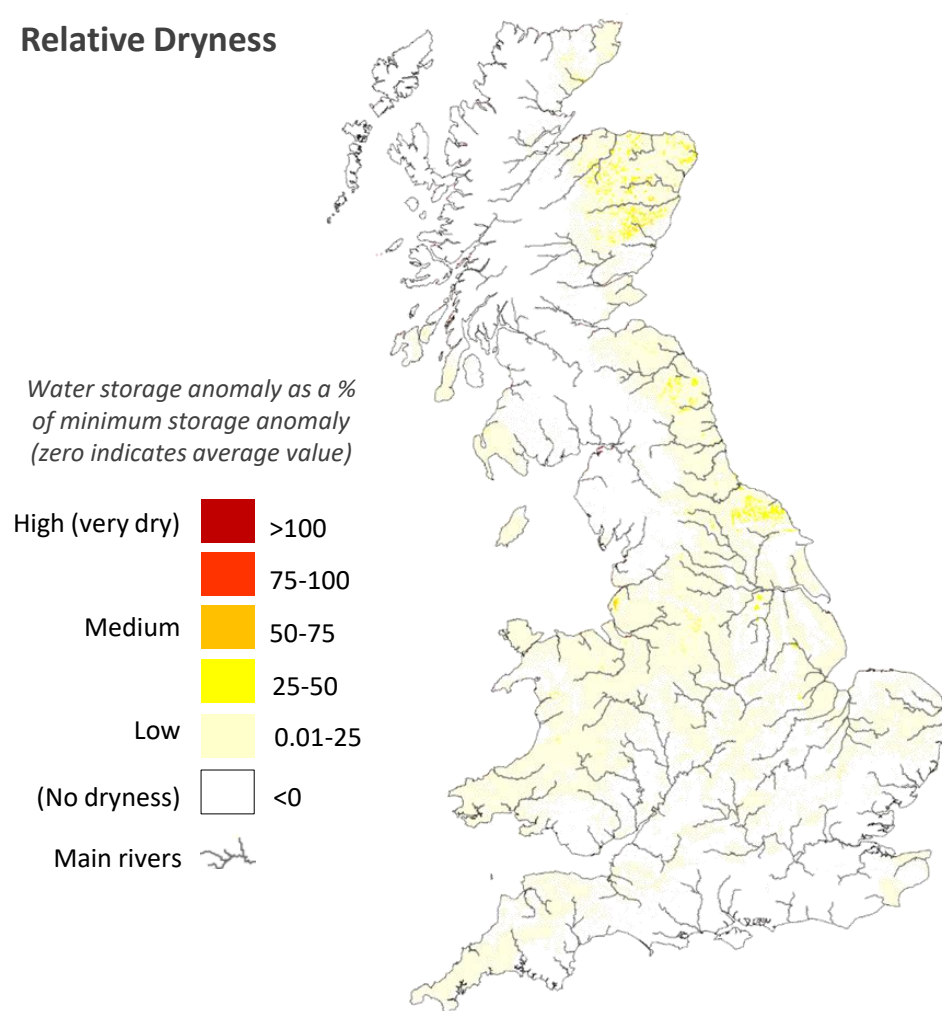 Relative Dryness
Water storage anomaly as a %
of minimum storage anomaly
(zero indicates average value)
High (very dry) >100
75-100
Medium 50-75
25-50
Low 0.01-25
(No dryness) <0
Main rivers